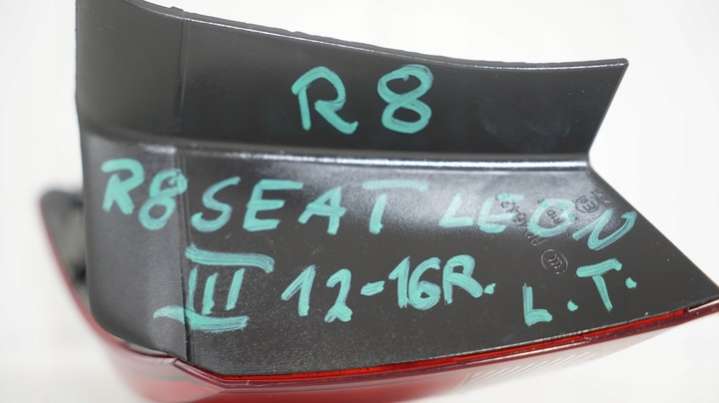 R8
R8 SEAT LEON
III 12-16R. L.T.